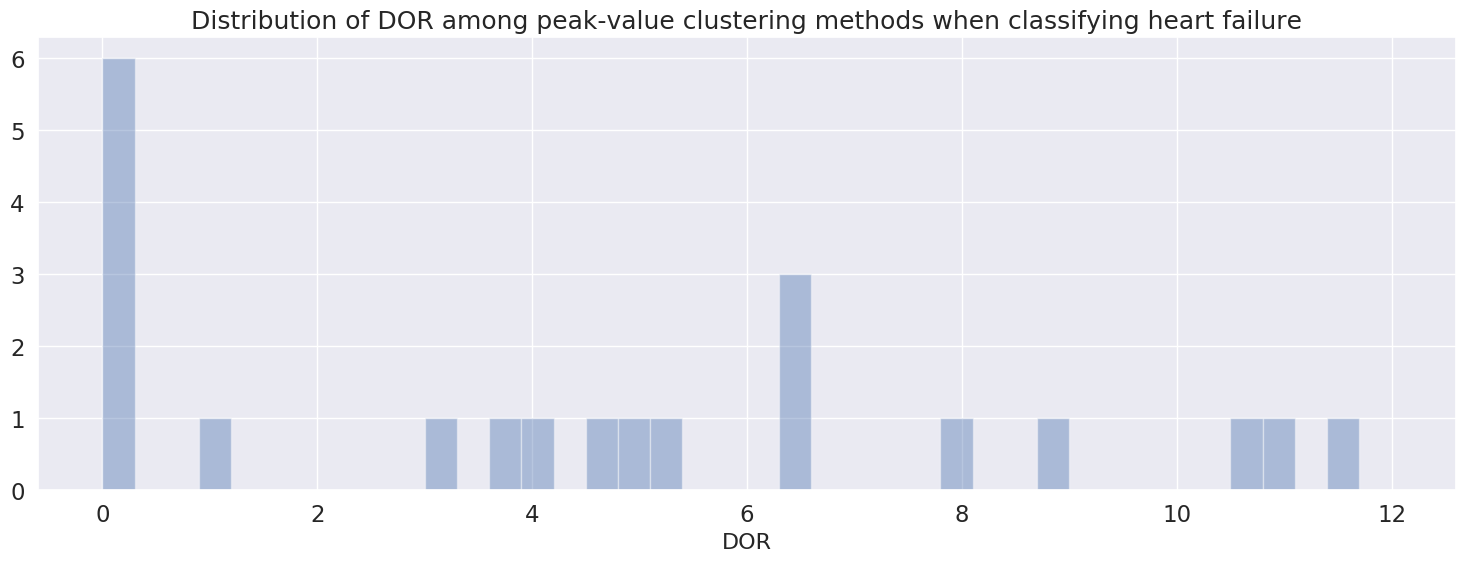 Distribution of DOR among peak-value clustering methods when classifying heart failure
6
5
4
3
2
1
0
0 2 4 6 8 10 12
DOR